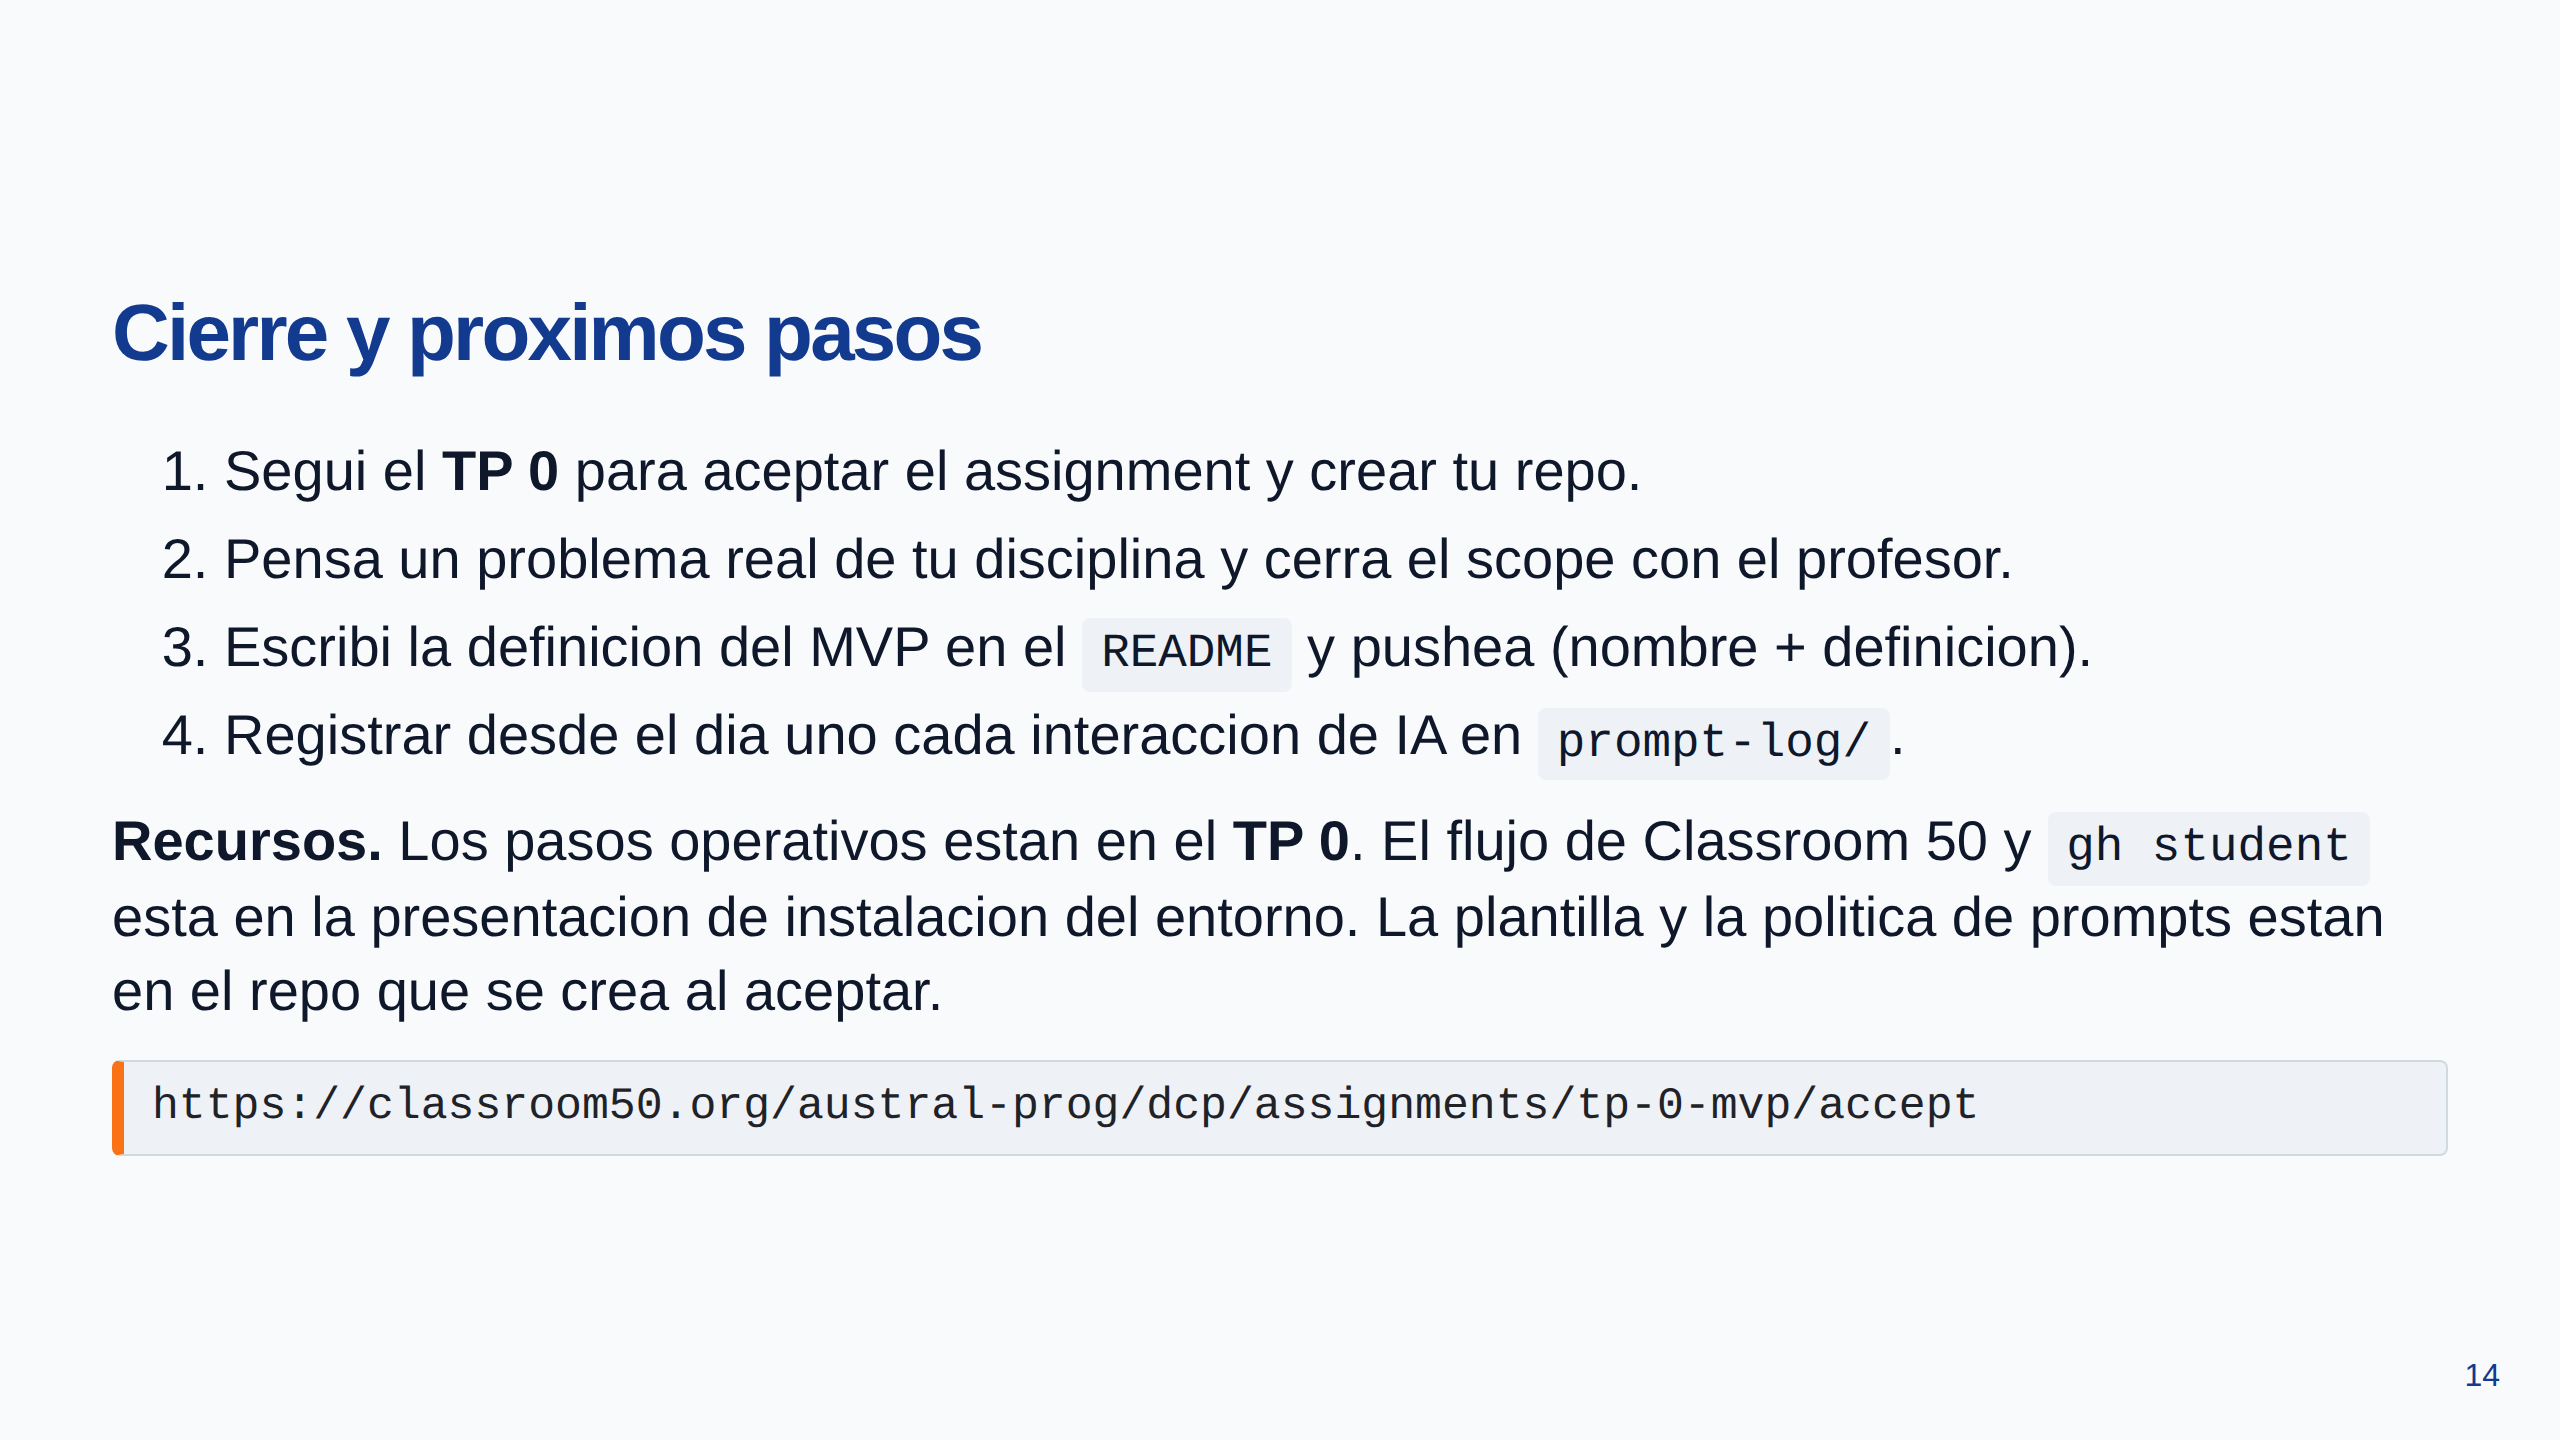 Cierre y proximos pasos
1. Segui el TP 0 para aceptar el assignment y crear tu repo.
2. Pensa un problema real de tu disciplina y cerra el scope con el profesor.
3. Escribi la definicion del MVP en el README y pushea (nombre + definicion).
4. Registrar desde el dia uno cada interaccion de IA en prompt-log/.
Recursos. Los pasos operativos estan en el TP 0. El flujo de Classroom 50 y gh student
esta en la presentacion de instalacion del entorno. La plantilla y la politica de prompts estan
en el repo que se crea al aceptar.
https://classroom50.org/austral-prog/dcp/assignments/tp-0-mvp/accept
14